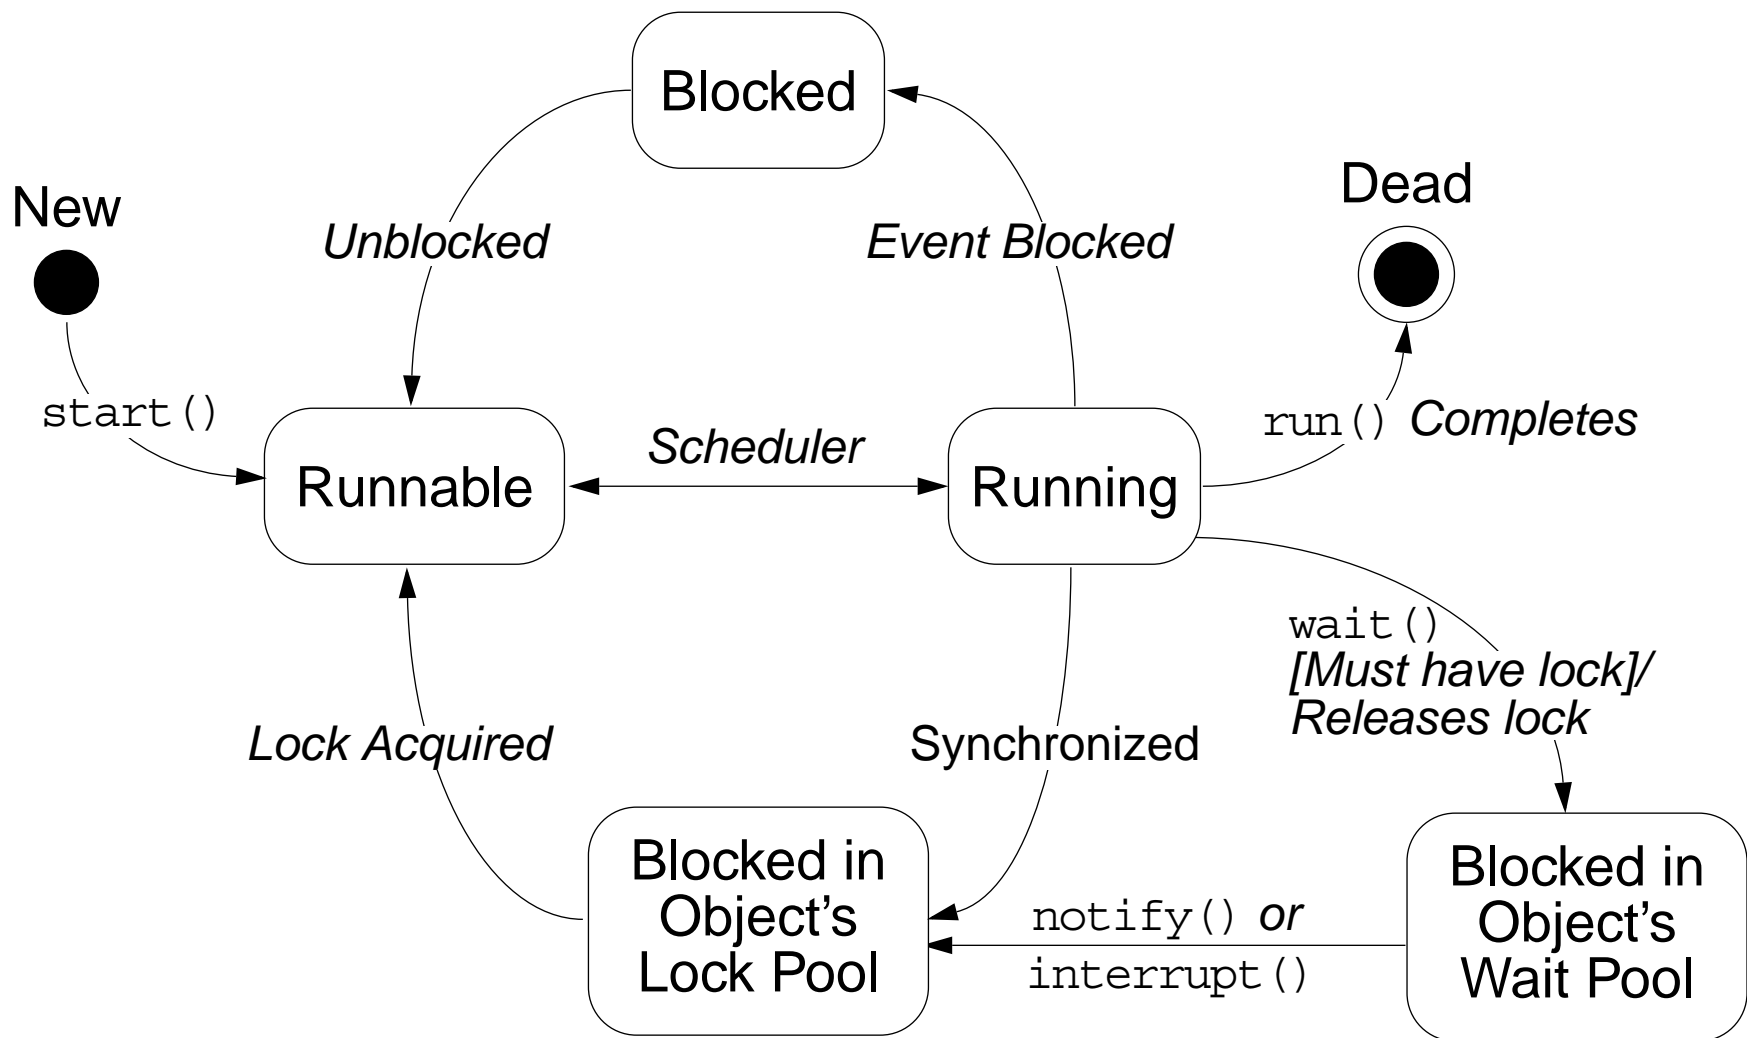 Blocked
New
Dead
Unblocked
Event Blocked
start()
Scheduler
run() Completes
Runnable
Running
wait()
[Must have lock]/
Releases lock
Lock Acquired
Synchronized
Blocked in
Object’s
Lock Pool
notify() or
interrupt()
Blocked in
Object’s
Wait Pool